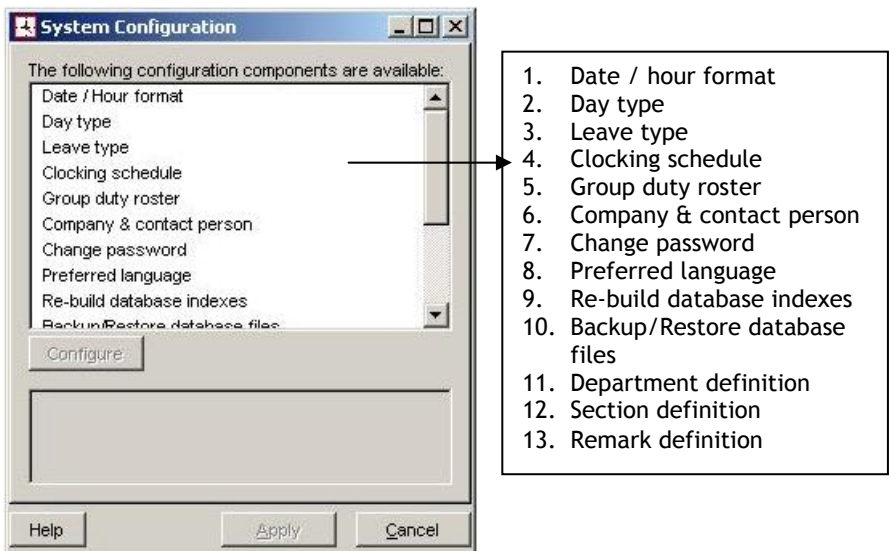 System Configuration
The following configuration components are available:
Date / Hour format
Day type
Leave type
Clocking schedule
Group duty roster
Company & contact person
Change password
Preferred language
Re-build database indexes
Backup/Restore database files
Configure
Help
Apply
Cancel
1. Date / hour format
2. Day type
3. Leave type
4. Clocking schedule
5. Group duty roster
6. Company & contact person
7. Change password
8. Preferred language
9. Re-build database indexes
10. Backup/Restore database
files
11. Department definition
12. Section definition
13. Remark definition